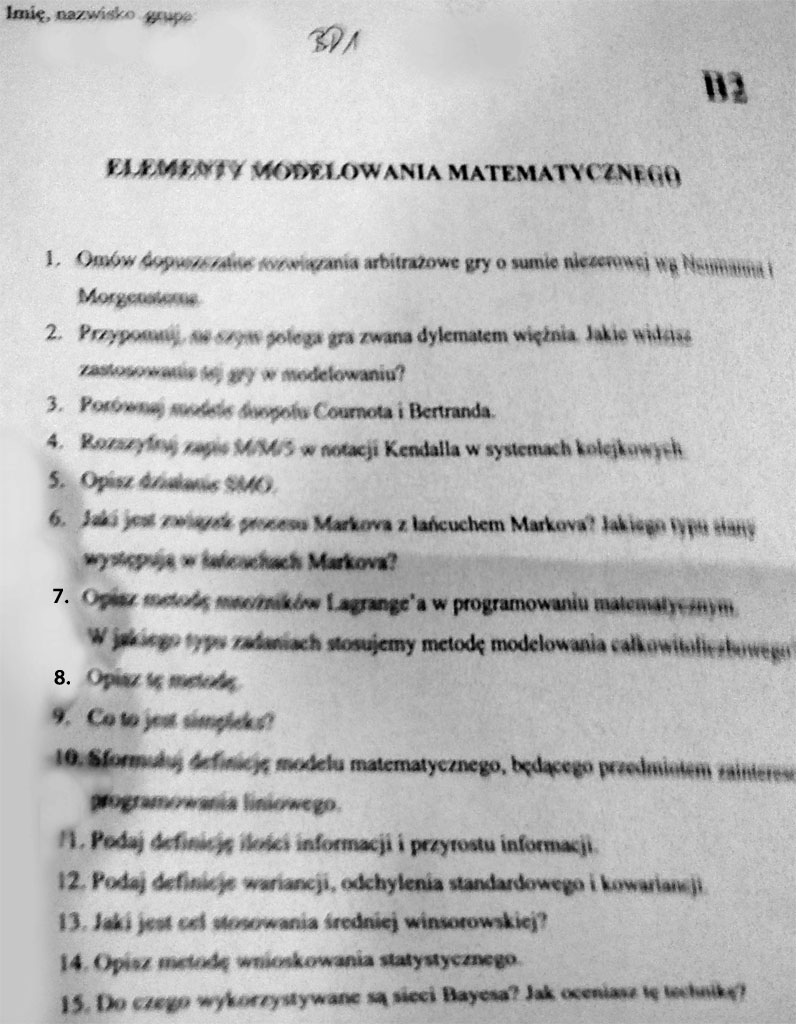 Imię, nazwisko grupa:
BD1
B2
ELEMENTY MODELOWANIA MATEMATYCZNEGO
1. Omów dopuszczalne rozwiązania arbitrażowe gry o sumie niezerowej wg Neumanna i
Morgensterna.
2. Przypomnij, na czym polega gra zwana dylematem więźnia. Jakie widzisz
zastosowania tej gry w modelowaniu?
3. Porównaj modele duopolu Cournota i Bertranda.
4. Rozszyfruj zapis M/M/5 w notacji Kendalla w systemach kolejkowych.
5. Opisz działanie SMO.
6. Jaki jest związek procesu Markova z łańcuchem Markova? Jakiego typu stany
występują w łańcuchach Markova?
7. Opisz metodę mnożników Lagrange'a w programowaniu matematycznym.
W jakiego typu zadaniach stosujemy metodę modelowania całkowitoliczbowego
8. Opisz tę metodę.
9. Co to jest simpleks?
10. Sformułuj definicję modelu matematycznego, będącego przedmiotem zainteres
programowania liniowego.
11. Podaj definicję ilości informacji i przyrostu informacji.
12. Podaj definicje wariancji, odchylenia standardowego i kowariancji.
13. Jaki jest cel stosowania średniej winsorowskiej?
14. Opisz metodę wnioskowania statystycznego.
15. Do czego wykorzystywane są sieci Bayesa? Jak oceniasz tę technikę?